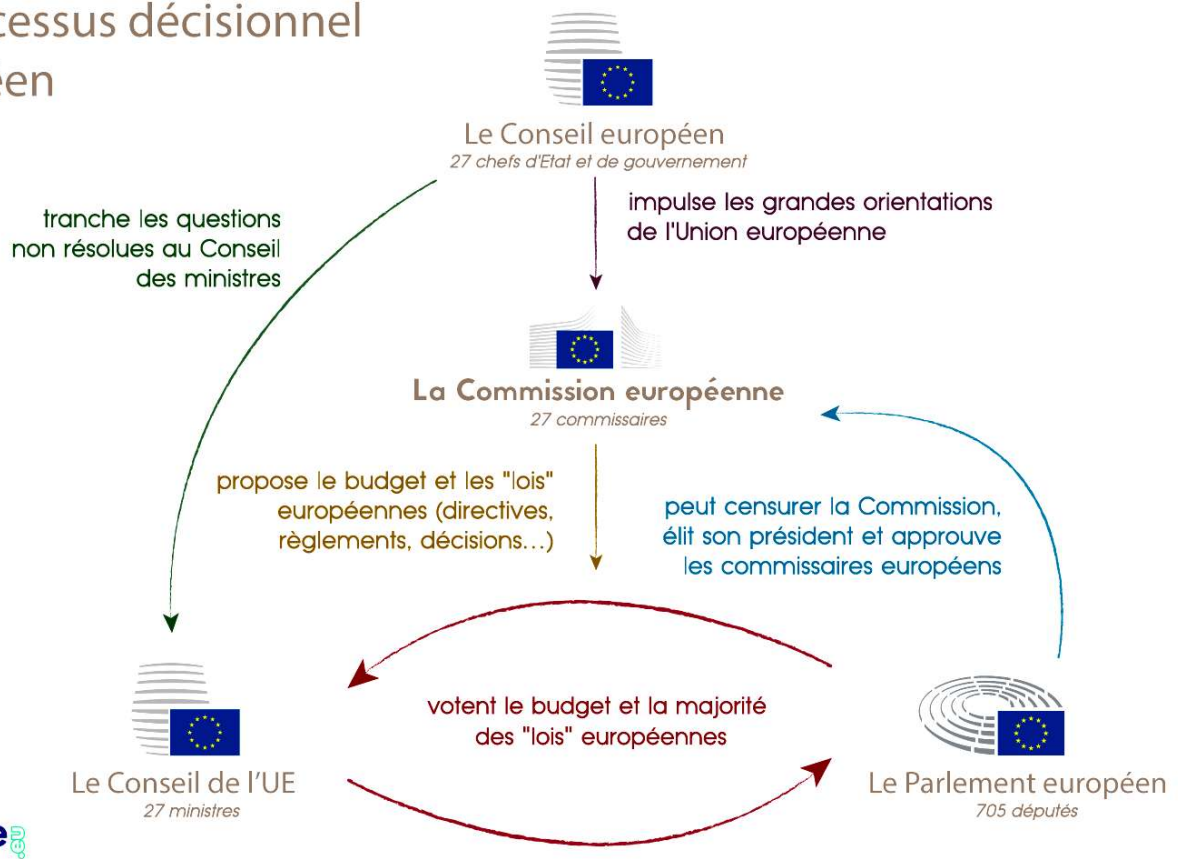 cessus décisionnel
éen
Le Conseil européen
27 chefs d'Etat et de gouvernement
tranche les questions
non résolues au Conseil
des ministres
impulse les grandes orientations
de l'Union européenne
La Commission européenne
27 commissaires
propose le budget et les "lois"
européennes (directives,
règlements, décisions...)
peut censurer la Commission,
élit son président et approuve
les commissaires européens
votent le budget et la majorité
des "lois" européennes
Le Conseil de l'UE
27 ministres
Le Parlement européen
705 députés
e.eu